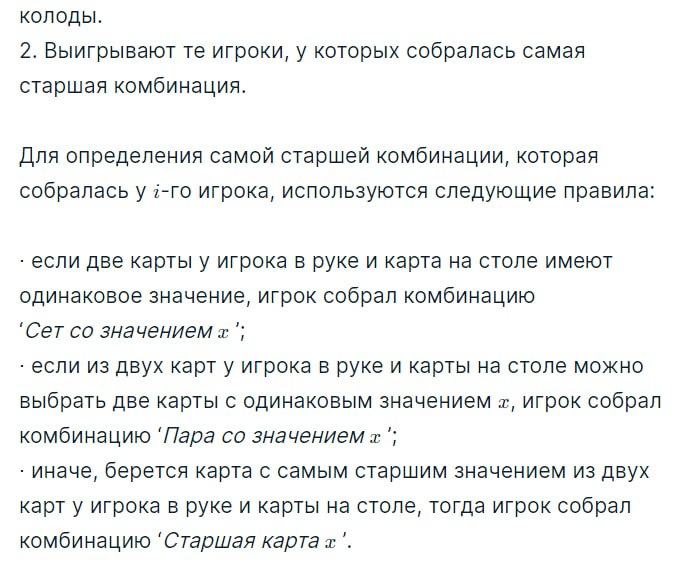 колоды.
2. Выигрывают те игроки, у которых собралась самая
старшая комбинация.
Для определения самой старшей комбинации, которая
собралась у i-го игрока, используются следующие правила:
· если две карты у игрока в руке и карта на столе имеют
одинаковое значение, игрок собрал комбинацию
‘Сет со значением x ’;
· если из двух карт у игрока в руке и карты на столе можно
выбрать две карты с одинаковым значением x, игрок собрал
комбинацию ‘Пара со значением x ’;
· иначе, берется карта с самым старшим значением из двух
карт у игрока в руке и карты на столе, тогда игрок собрал
комбинацию ‘Старшая карта x ’.